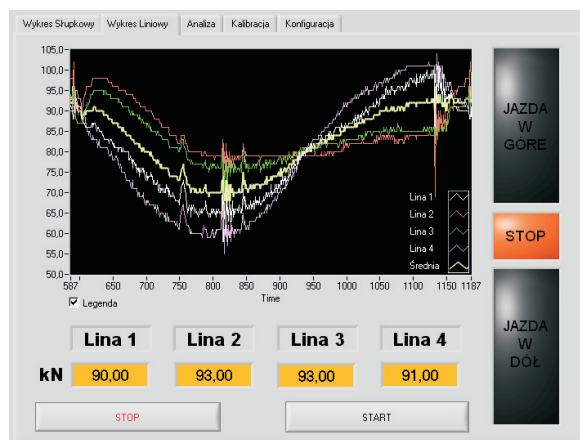 Wykres Słupkowy Wykres Liniowy Analiza Kalibracja Konfiguracja
105,0
100,0
95,0
90,0
85,0
80,0
75,0
70,0
65,0
60,0
55,0
50,0
587 650 700 750 800 850 900 950 1000 1050 1100 1150 1187
Time
Lina 1
Lina 2
Lina 3
Lina 4
Średnia
Legenda
JAZDA
W
GÓRE
STOP
JAZDA
W
DÓŁ
Lina 1 Lina 2 Lina 3 Lina 4
kN 90,00 93,00 93,00 91,00
STOP START